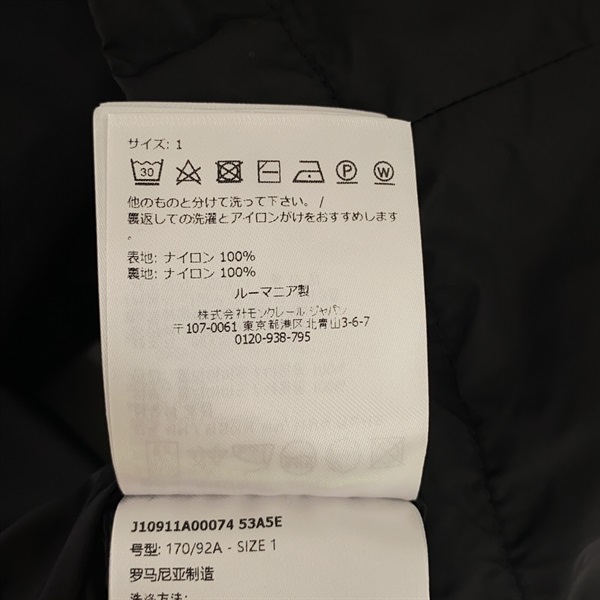 サイズ: 1
30
P
W
他のものと分けて洗って下さい。/
裏返しての洗濯とアイロンがけをおすすめします
。
表地: ナイロン 100%
裏地: ナイロン 100%
ルーマニア製
株式会社モンクレール ジャパン
〒107-0061 東京都港区北青山3-6-7
0120-938-795
J10911A00074 53A5E
号型: 170/92A - SIZE 1
罗马尼亚制造
洗涤方法: